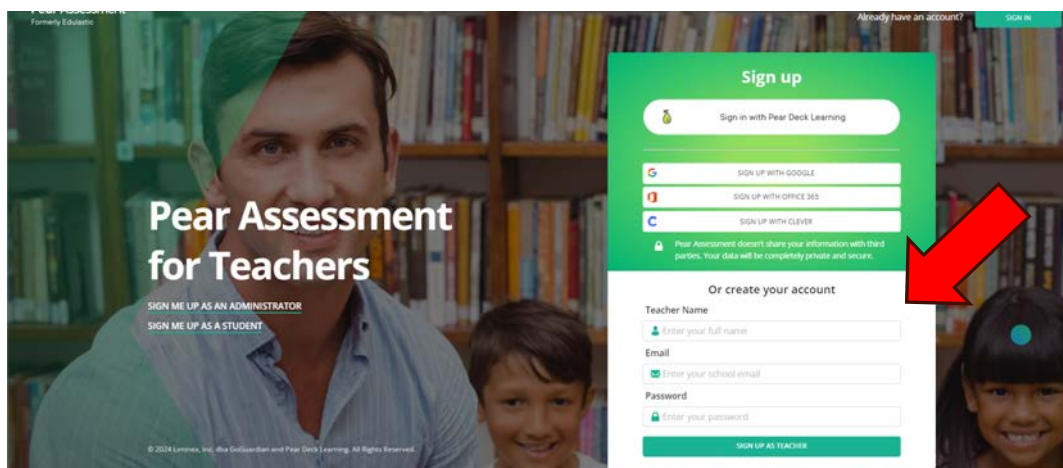 Pear Assessment
Formerly Edulastic
Already have an account?
SIGN IN
Pear Assessment
for Teachers
SIGN ME UP AS AN ADMINISTRATOR
SIGN ME UP AS A STUDENT
© 2024 Liminex, Inc. dba GoGuardian and Pear Deck Learning. All Rights Reserved.
Sign up
Sign in with Pear Deck Learning
SIGN UP WITH GOOGLE
SIGN UP WITH OFFICE 365
SIGN UP WITH CLEVER
Pear Assessment doesn't share your information with third
parties. Your data will be completely private and secure.
Or create your account
Teacher Name
Enter your full name
Email
Enter your school email
Password
Enter your password
SIGN UP AS TEACHER